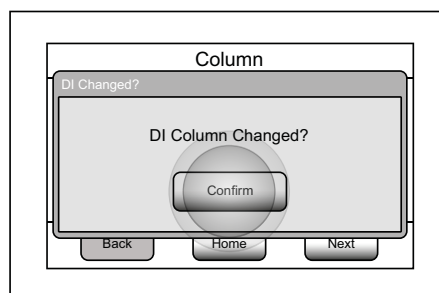 Column
DI Changed?
DI Column Changed?
Confirm
Back Home Next